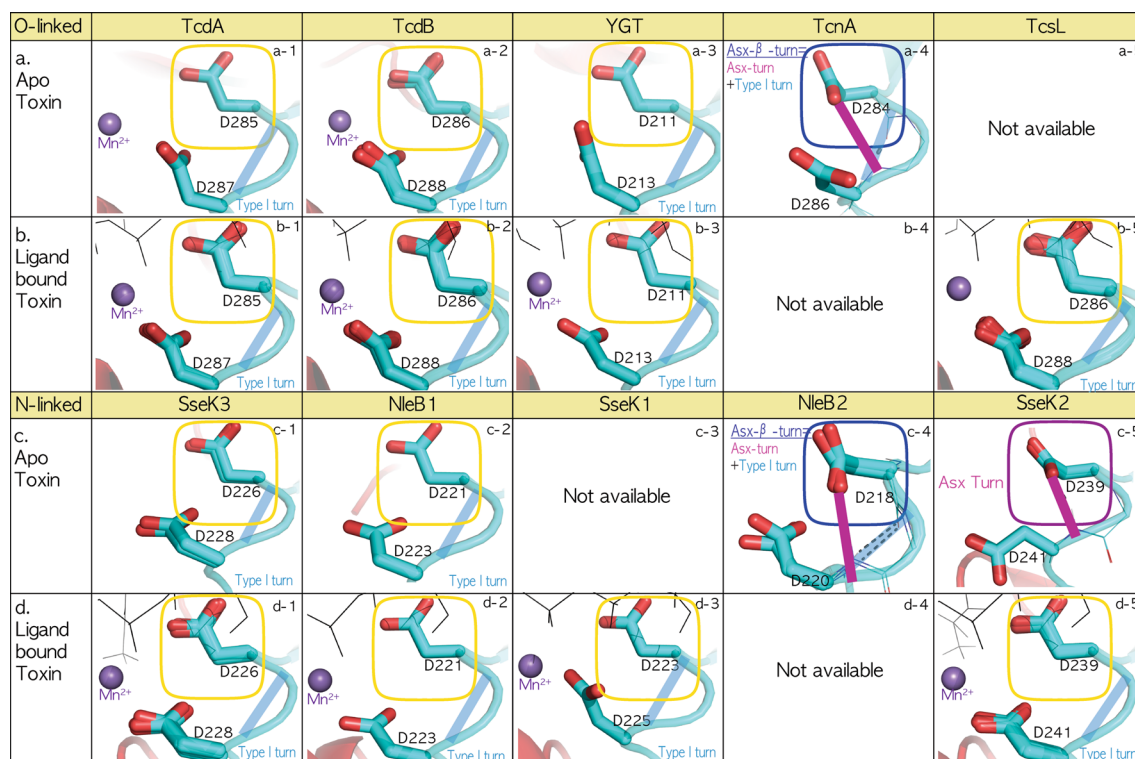 O-linked TcdA TcdB YGT TcnA TcsL
a.
Apo
Toxin
a-1
D285
Mn2+
D287
Type I turn
a-2
D286
Mn2+
D288
Type I turn
a-3
D211
D213
Type I turn
Asx-β -turn=
Asx-turn
+Type I turn
a-4
D284
D286
a-
Not available
b.
Ligand
bound
Toxin
b-1
D285
Mn2+
D287
Type I turn
b-2
D286
Mn2+
D288
Type I turn
b-3
D211
Mn2+
D213
Type I turn
b-4
Not available
b-5
D286
D288
Type I turn
N-linked SseK3 NleB1 SseK1 NleB2 SseK2
c.
Apo
Toxin
c-1
D226
D228
Type I turn
c-2
D221
D223
Type I turn
c-3
Not available
Asx-β -turn=
Asx-turn
+Type I turn
c-4
D218
D220
c-5
Asx Turn
D239
D241
d.
Ligand
bound
Toxin
d-1
D226
Mn2+
D228
Type I turn
d-2
D221
Mn2+
D223
Type I turn
d-3
D223
Mn2+
D225
Type I turn
d-4
Not available
d-5
D239
Mn2+
D241
Type I turn